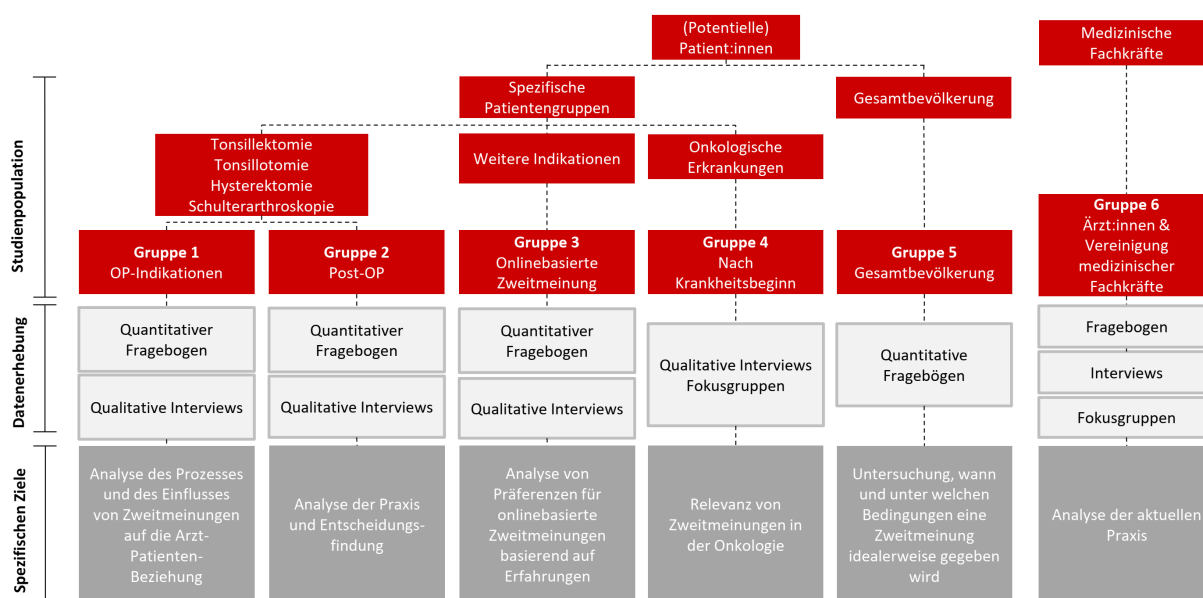 (Potentielle)
Patient:innen
Medizinische
Fachkräfte
Studienpopulation
Spezifische
Patientengruppen
Gesamtbevölkerung
Tonsillektomie
Tonsillotomie
Hysterektomie
Schulterarthroskopie
Weitere Indikationen
Onkologische
Erkrankungen
Gruppe 1
OP-Indikationen
Gruppe 2
Post-OP
Gruppe 3
Onlinebasierte
Zweitmeinung
Gruppe 4
Nach
Krankheitsbeginn
Gruppe 5
Gesamtbevölkerung
Gruppe 6
Ärzt:innen &
Vereinigung
medizinischer
Fachkräfte
Datenerhebung
Quantitativer
Fragebogen
Qualitative Interviews
Quantitativer
Fragebogen
Qualitative Interviews
Quantitativer
Fragebogen
Qualitative Interviews
Qualitative Interviews
Fokusgruppen
Quantitative
Fragebögen
Fragebogen
Interviews
Fokusgruppen
Spezifischen Ziele
Analyse des Prozesses
und des Einflusses
von Zweitmeinungen
auf die Arzt-
Patienten-
Beziehung
Analyse der Praxis
und Entscheidungs-
findung
Analyse von
Präferenzen für
onlinebasierte
Zweitmeinungen
basierend auf
Erfahrungen
Relevanz von
Zweitmeinungen in
der Onkologie
Untersuchung, wann
und unter welchen
Bedingungen eine
Zweitmeinung
idealerweise gegeben
wird
Analyse der aktuellen
Praxis